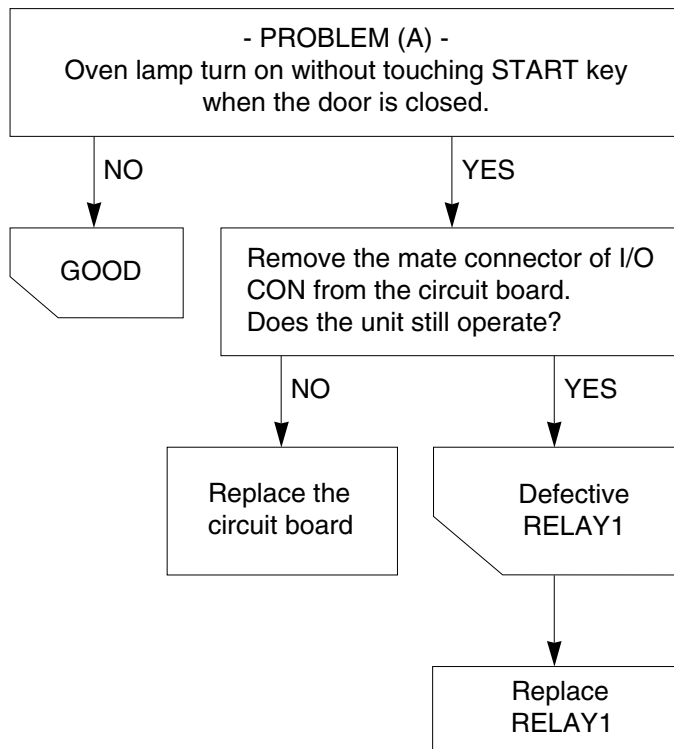 - PROBLEM (A) -
Oven lamp turn on without touching START key
when the door is closed.
NO
YES
GOOD
Remove the mate connector of I/O
CON from the circuit board.
Does the unit still operate?
NO
YES
Replace the
circuit board
Defective
RELAY1
Replace
RELAY1